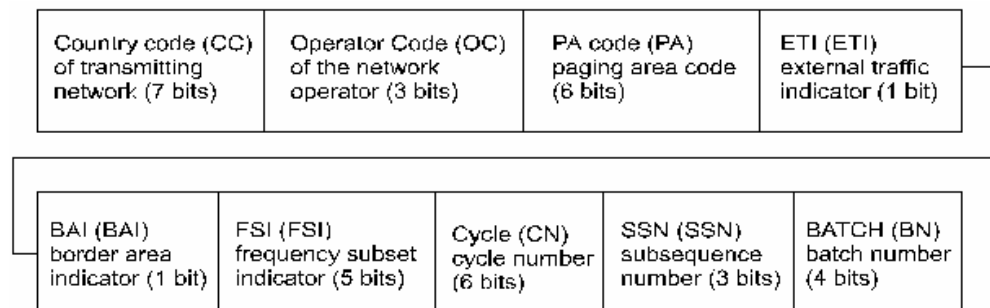 Country code (CC)
of transmitting
network (7 bits)
Operator Code (OC)
of the network
operator (3 bits)
PA code (PA)
paging area code
(6 bits)
ETI (ETI)
external traffic
indicator (1 bit)
BAI (BAI)
border area
indicator (1 bit)
FSI (FSI)
frequency subset
indicator (5 bits)
Cycle (CN)
cycle number
(6 bits)
SSN (SSN)
subsequence
number (3 bits)
BATCH (BN)
batch number
(4 bits)